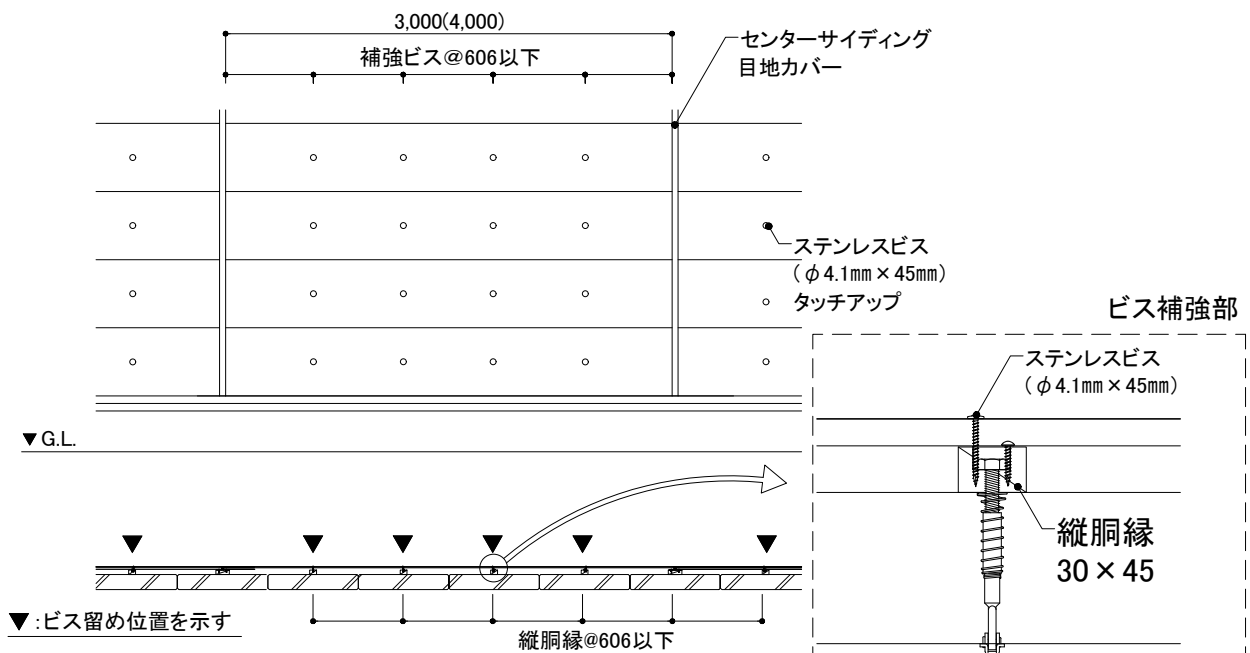 3,000(4,000)
補強ビス@606以下
センターサイディング
目地カバー
ステンレスビス
(φ4.1mm×45mm)
タッチアップ
ビス補強部
ステンレスビス
(φ4.1mm×45mm)
▼G.L.
縦胴縁
30×45
▼:ビス留め位置を示す
縦胴縁@606以下